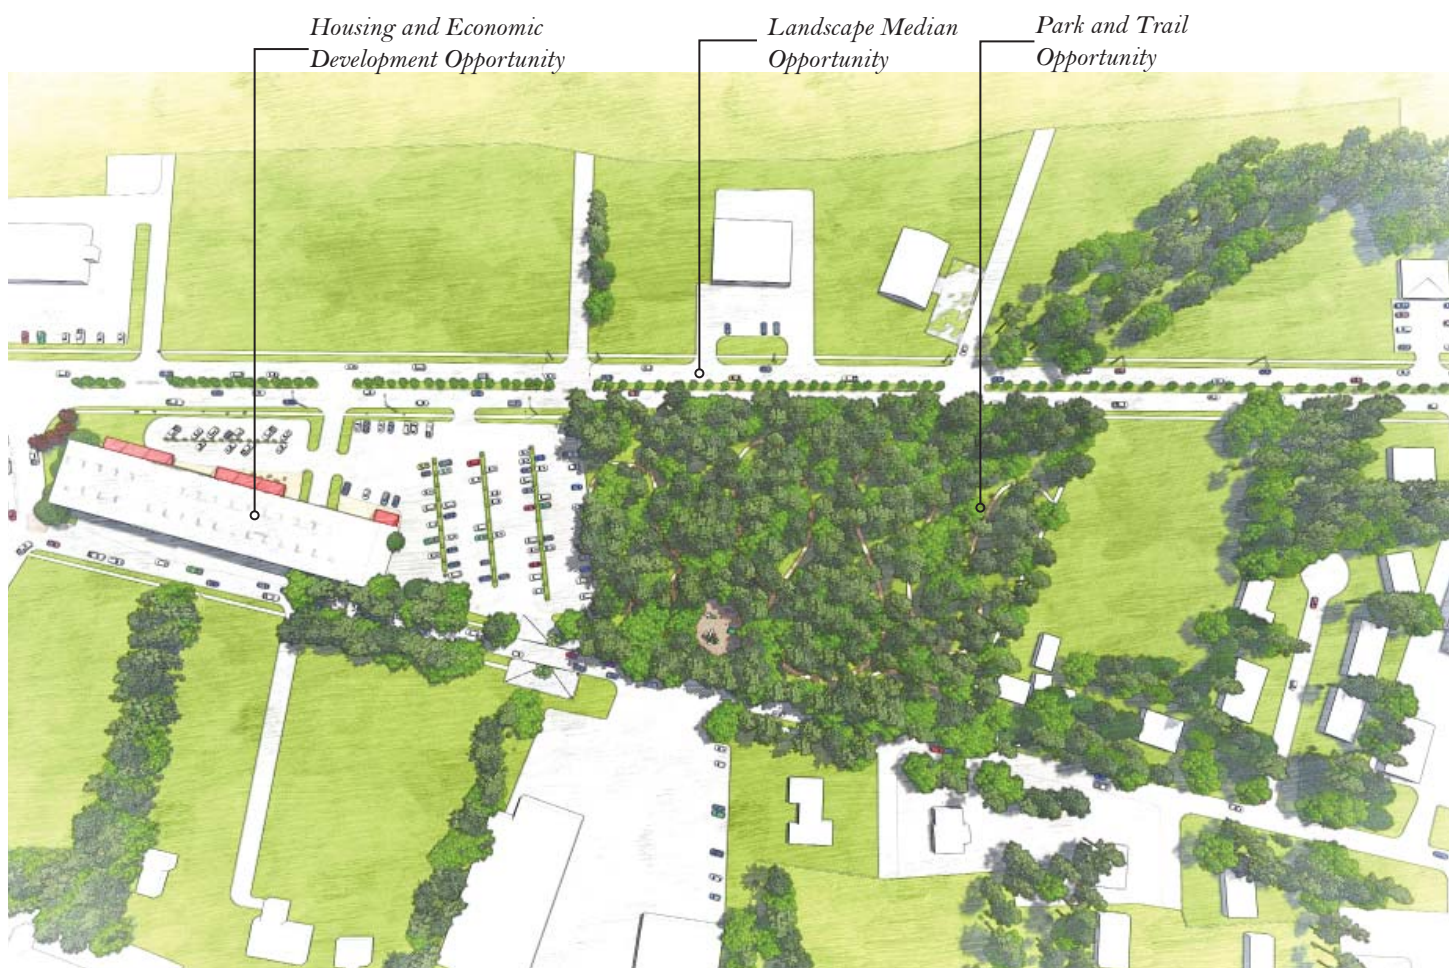 Housing and Economic
Development Opportunity
Landscape Median
Opportunity
Park and Trail
Opportunity